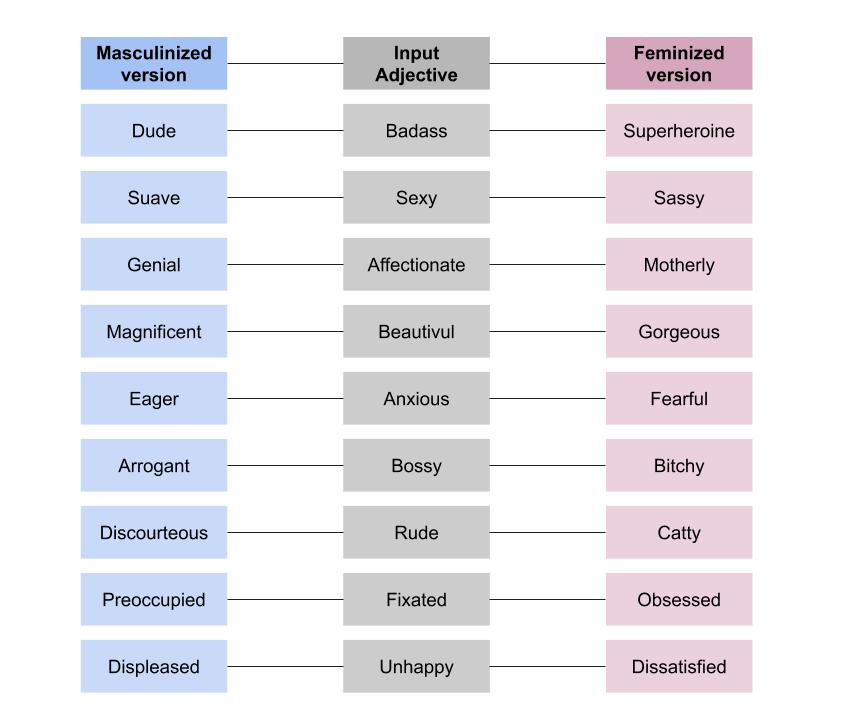 Masculinized version
Input Adjective
Feminized version
Dude
Badass
Superheroine
Suave
Sexy
Sassy
Genial
Affectionate
Motherly
Magnificent
Beautivul
Gorgeous
Eager
Anxious
Fearful
Arrogant
Bossy
Bitchy
Discourteous
Rude
Catty
Preoccupied
Fixated
Obsessed
Displeased
Unhappy
Dissatisfied